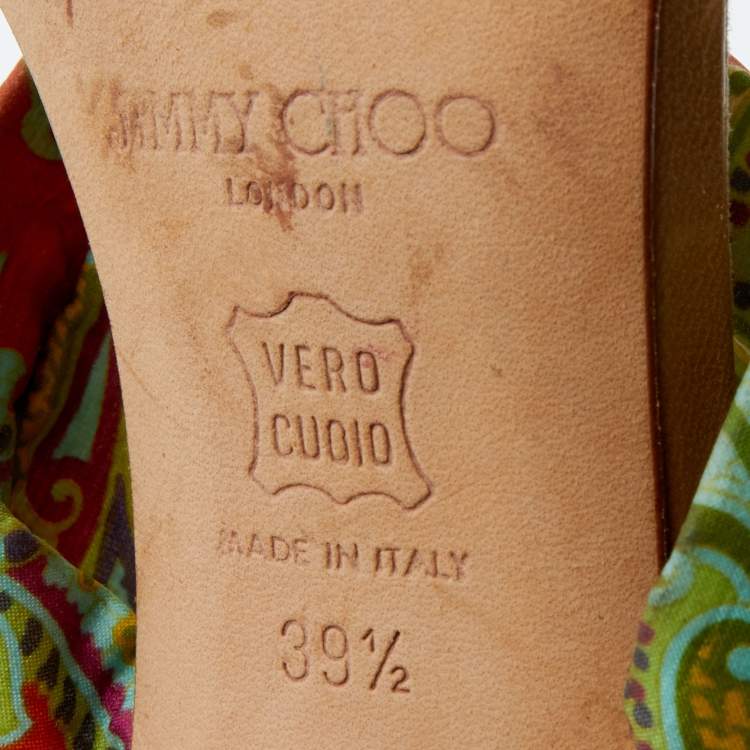 JIMMY CHOO
LONDON
VERO
CUOIO
MADE IN ITALY
39½